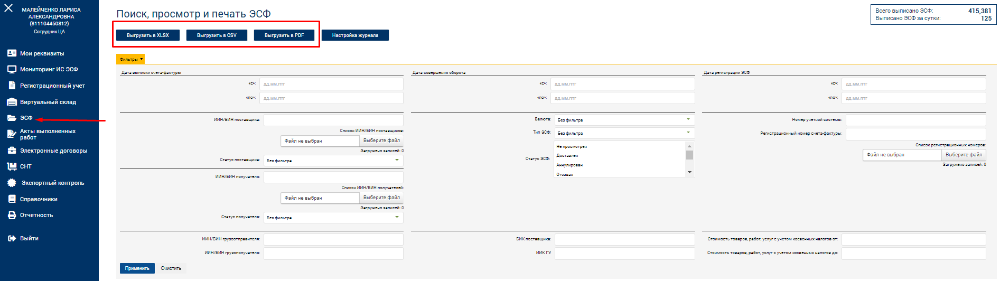 МАЛЕЙЧЕНКО ЛАРИСА
АЛЕКСАНДРОВНА
(811104450812)
Сотрудник ЦА
Мои реквизиты
Мониторинг ИС ЭСФ
Регистрационный учет
Виртуальный склад
ЭСФ
Акты выполненных
работ
Электронные договоры
СНТ
Экспортный контроль
Справочники
Отчетность
Выйти
Поиск, просмотр и печать ЭСФ
Всего выписано ЭСФ: 415,381
Выписано ЭСФ за сутки: 125
Выгрузить в XLSX Выгрузить в CSV Выгрузить в PDF Настройка журнала
Фильтры
Дата выписки счета-фактуры
«с»: дд.мм.гггг
«по»: дд.мм.гггг
Дата совершения оборота
«с»: дд.мм.гггг
«по»: дд.мм.гггг
Дата регистрации ЭСФ
«с»: дд.мм.гггг
«по»: дд.мм.гггг
ИИН/БИН поставщика:
Список ИИН/БИН поставщиков:
Файл не выбран Выберите файл
Загружено записей: 0
Статус поставщика: Без фильтра
ИИН/БИН получателя:
Список ИИН/БИН получателей:
Файл не выбран Выберите файл
Загружено записей: 0
Статус получателя: Без фильтра
Валюта: Без фильтра
Тип ЭСФ: Без фильтра
Статус ЭСФ:
Не просмотрен
Доставлен
Аннулирован
Отозван
Номер учетной системы:
Регистрационный номер счета-фактуры:
Список регистрационных номеров:
Файл не выбран Выберите файл
Загружено записей: 0
ИИН/БИН грузоотправителя:
ИИН/БИН грузополучателя:
БИК поставщика:
ИИК ГУ:
Стоимость товаров, работ, услуг с учетом косвенных налогов от:
Стоимость товаров, работ, услуг с учетом косвенных налогов до:
Применить Очистить